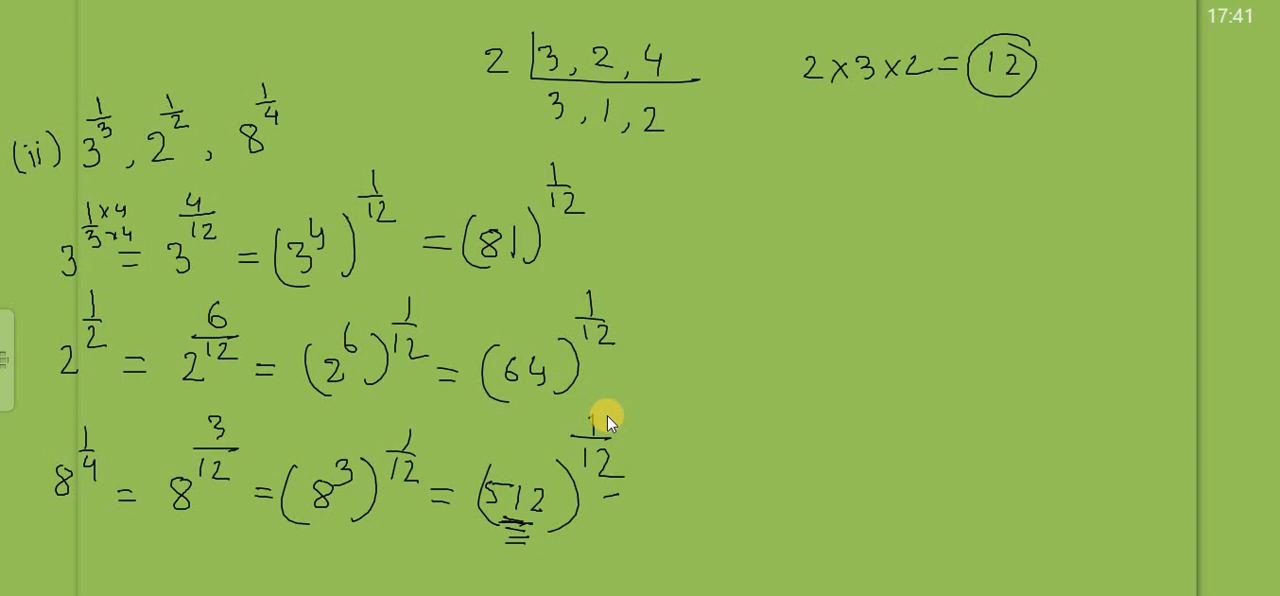 17:41
2 | 3, 2, 4
2×3×2 = 12
3, 1, 2
(ii) 3^(1/3), 2^(1/2), 8^(1/4)
3^((1×4)/(3×4)) = 3^(4/12) = (3^4)^(1/12) = (81)^(1/12)
2^(1/2) = 2^(6/12) = (2^6)^(1/12) = (64)^(1/12)
8^(1/4) = 8^(3/12) = (8^3)^(1/12) = (512)^(1/12) =